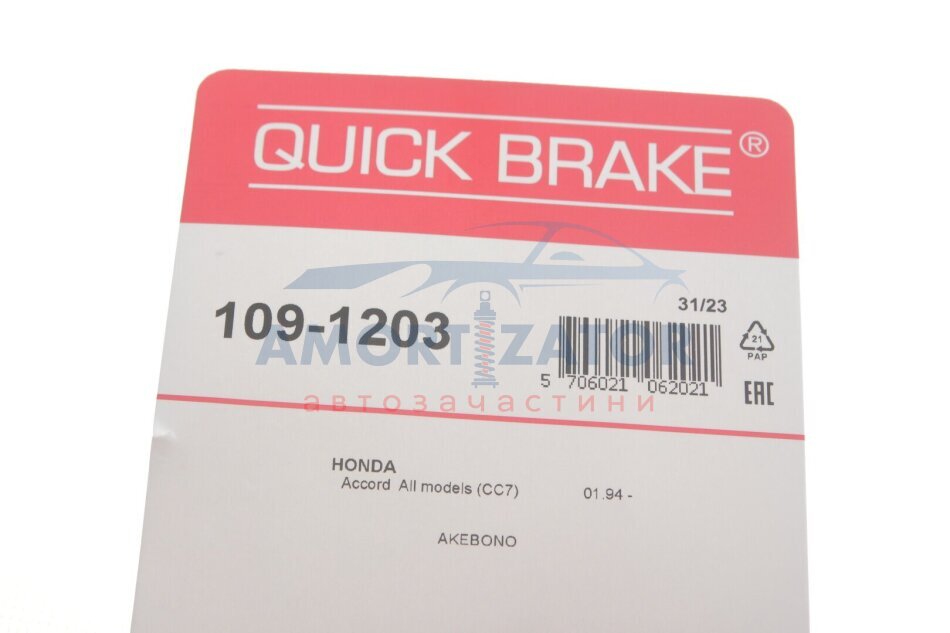 QUICK BRAKE®
31/23
109-1203
5 706021 062021
21
PAP
EAC
AMORTIZATOR
автозачастини
HONDA
Accord All models (CC7) 01.94 -
AKEBONO